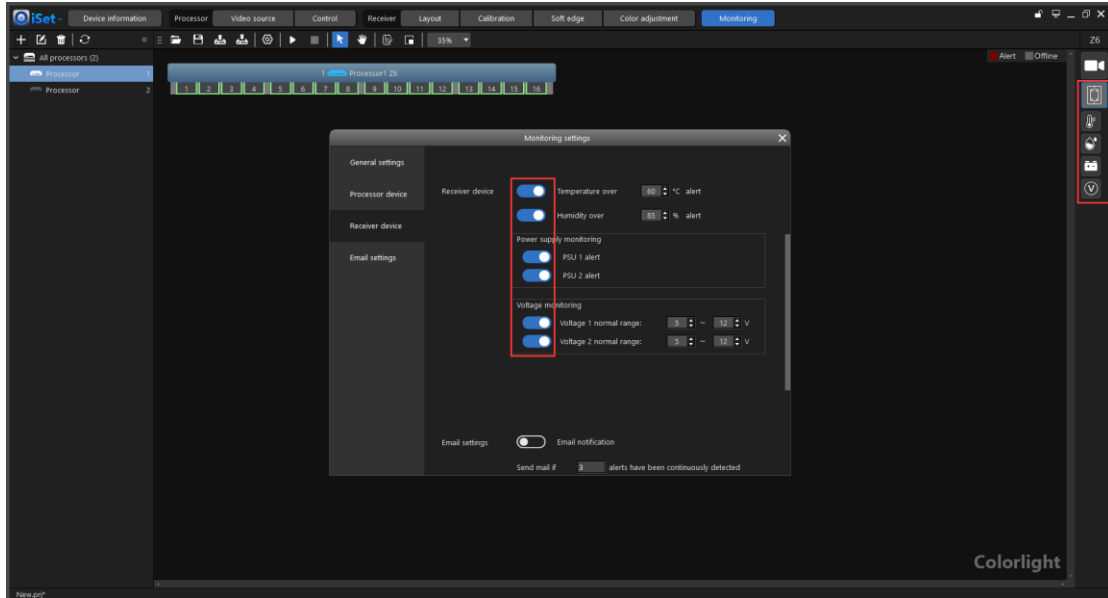 iSet Device information Processor Video source Control Receiver Layout Calibration Soft edge Color adjustment Monitoring
35% Z6
All processors (2) Alert Offline
Processor 1 1 Processor1 Z6
Processor 2 1 2 3 4 5 6 7 8 9 10 11 12 13 14 15 16
Monitoring settings
General settings
Processor device Receiver device Temperature over 60 °C alert
Humidity over 85 % alert
Receiver device
Power supply monitoring
Email settings PSU 1 alert
PSU 2 alert
Voltage monitoring
Voltage 1 normal range: 5 ~ 12 V
Voltage 2 normal range: 5 ~ 12 V
Email settings Email notification
Send mail if 3 alerts have been continuously detected
V
Colorlight
New.prj*